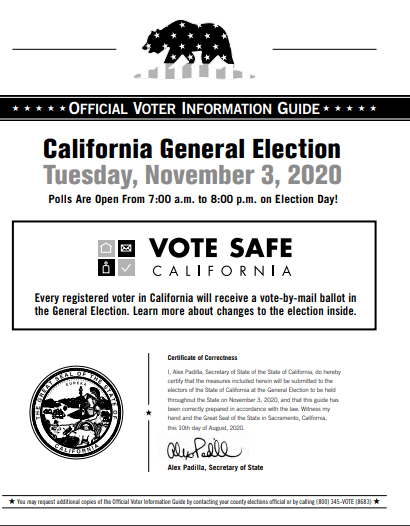 ★ ★ ★ ★ ★ OFFICIAL VOTER INFORMATION GUIDE ★ ★ ★ ★ ★
California General Election
Tuesday, November 3, 2020
Polls Are Open From 7:00 a.m. to 8:00 p.m. on Election Day!
VOTE SAFE
CALIFORNIA
Every registered voter in California will receive a vote-by-mail ballot in
the General Election. Learn more about changes to the election inside.
THE GREAT SEAL OF THE STATE OF CALIFORNIA
EUREKA
Certificate of Correctness
I, Alex Padilla, Secretary of State of the State of California, do hereby
certify that the measures included herein will be submitted to the
electors of the State of California at the General Election to be held
throughout the State on November 3, 2020, and that this guide has
been correctly prepared in accordance with the law. Witness my
hand and the Great Seal of the State in Sacramento, California,
this 10th day of August, 2020.
Alex Padilla
Alex Padilla, Secretary of State
★ You may request additional copies of the Official Voter Information Guide by contacting your county elections official or by calling (800) 345-VOTE (8683) ★